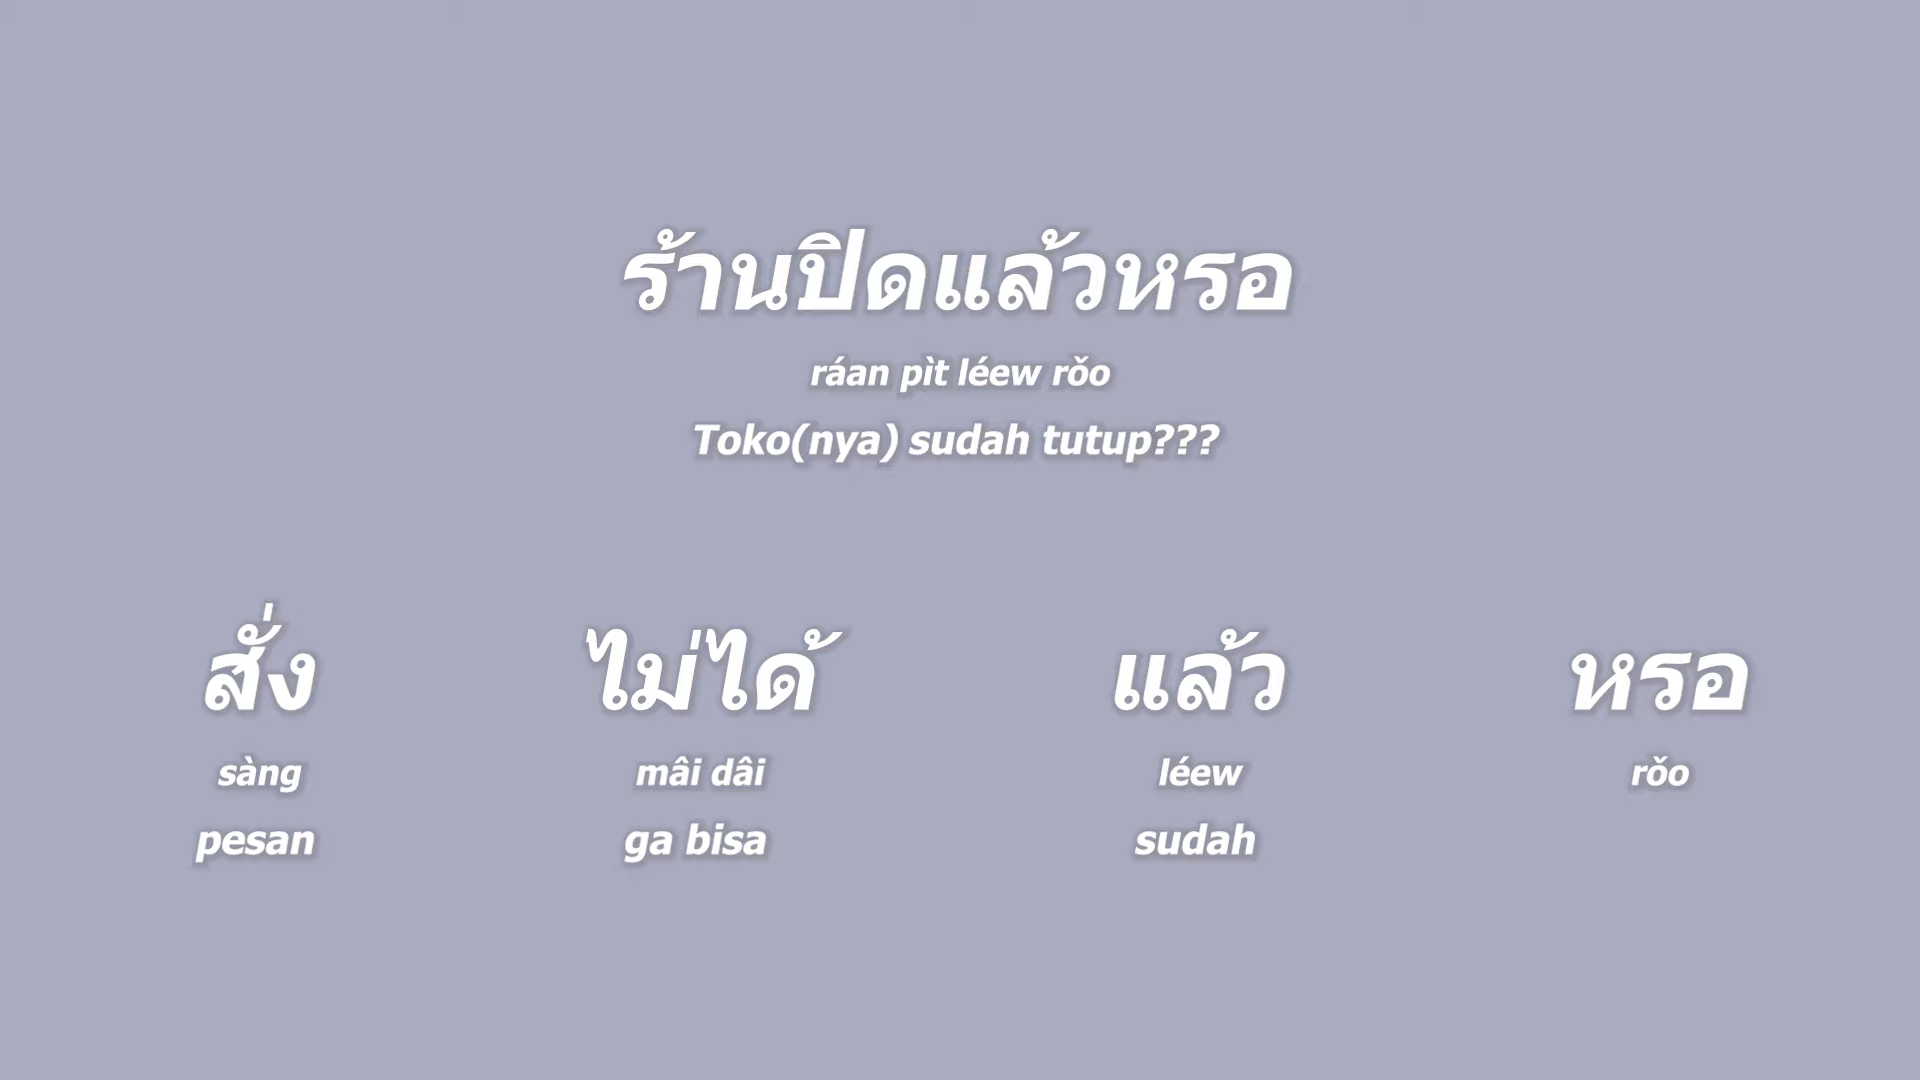 ร้านปิดแล้วหรอ
ráan pìt léew rǒo
Toko(nya) sudah tutup???
สั่ง ไม่ได้ แล้ว หรอ
sàng mâi dâi léew rǒo
pesan ga bisa sudah